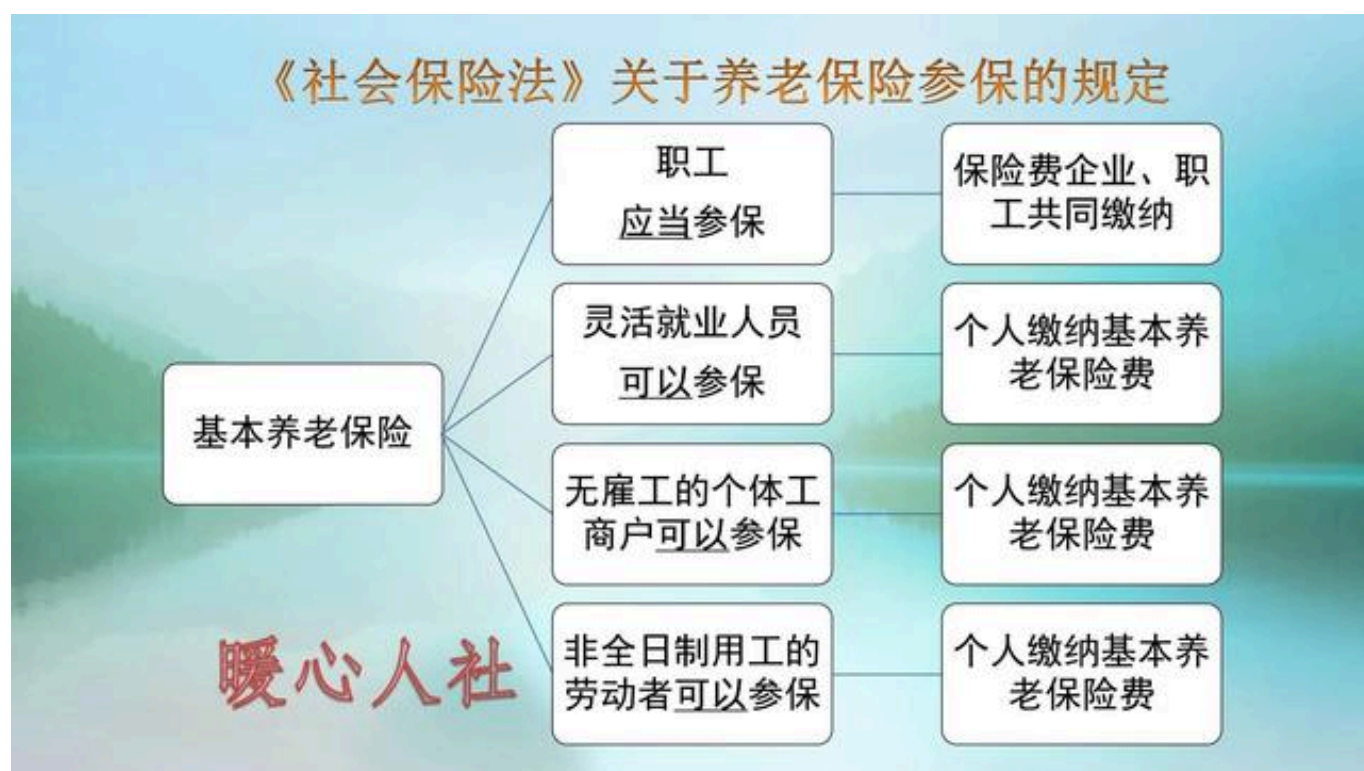 《社会保险法》关于养老保险参保的规定
职工
应当参保
保险费企业、职
工共同缴纳
灵活就业人员
可以参保
个人缴纳基本养
老保险费
基本养老保险
无雇工的个体工
商户可以参保
个人缴纳基本养
老保险费
非全日制用工的
劳动者可以参保
个人缴纳基本养
老保险费
暖心人社